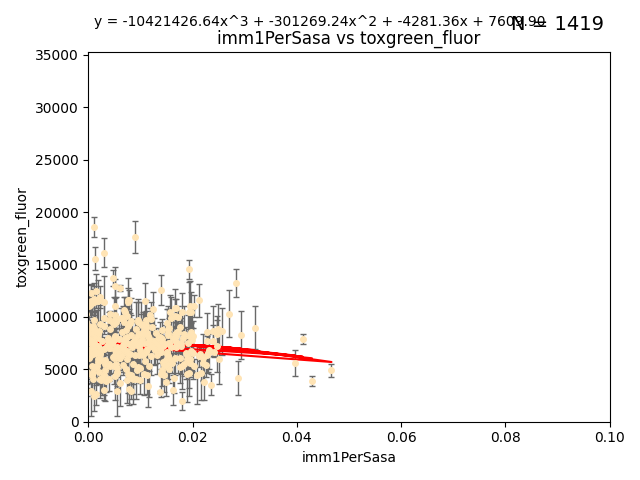 y = -10421426.64x^3 + -301269.24x^2 + -4281.36x + 7609.90
N = 1419
imm1PerSasa vs toxgreen_fluor
35000
30000
25000
20000
15000
10000
5000
0
toxgreen_fluor
0.00 0.02 0.04 0.06 0.08 0.10
imm1PerSasa